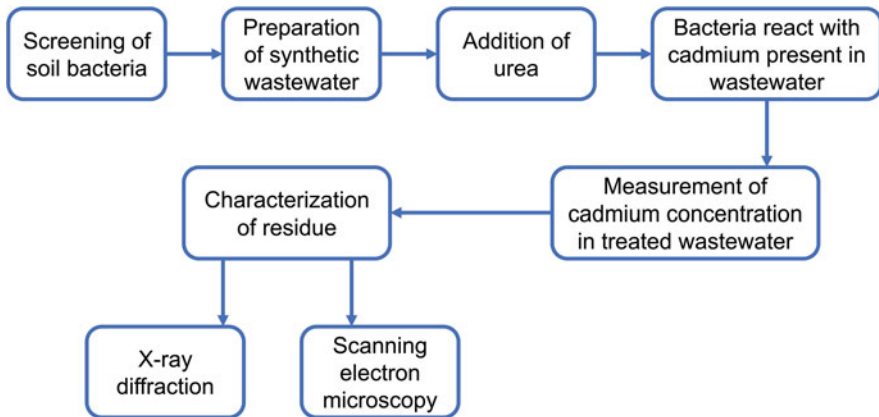 Screening of
soil bacteria
Preparation
of synthetic
wastewater
Addition of
urea
Bacteria react with
cadmium present in
wastewater
Measurement of
cadmium concentration
in treated wastewater
Characterization
of residue
X-ray
diffraction
Scanning
electron
microscopy